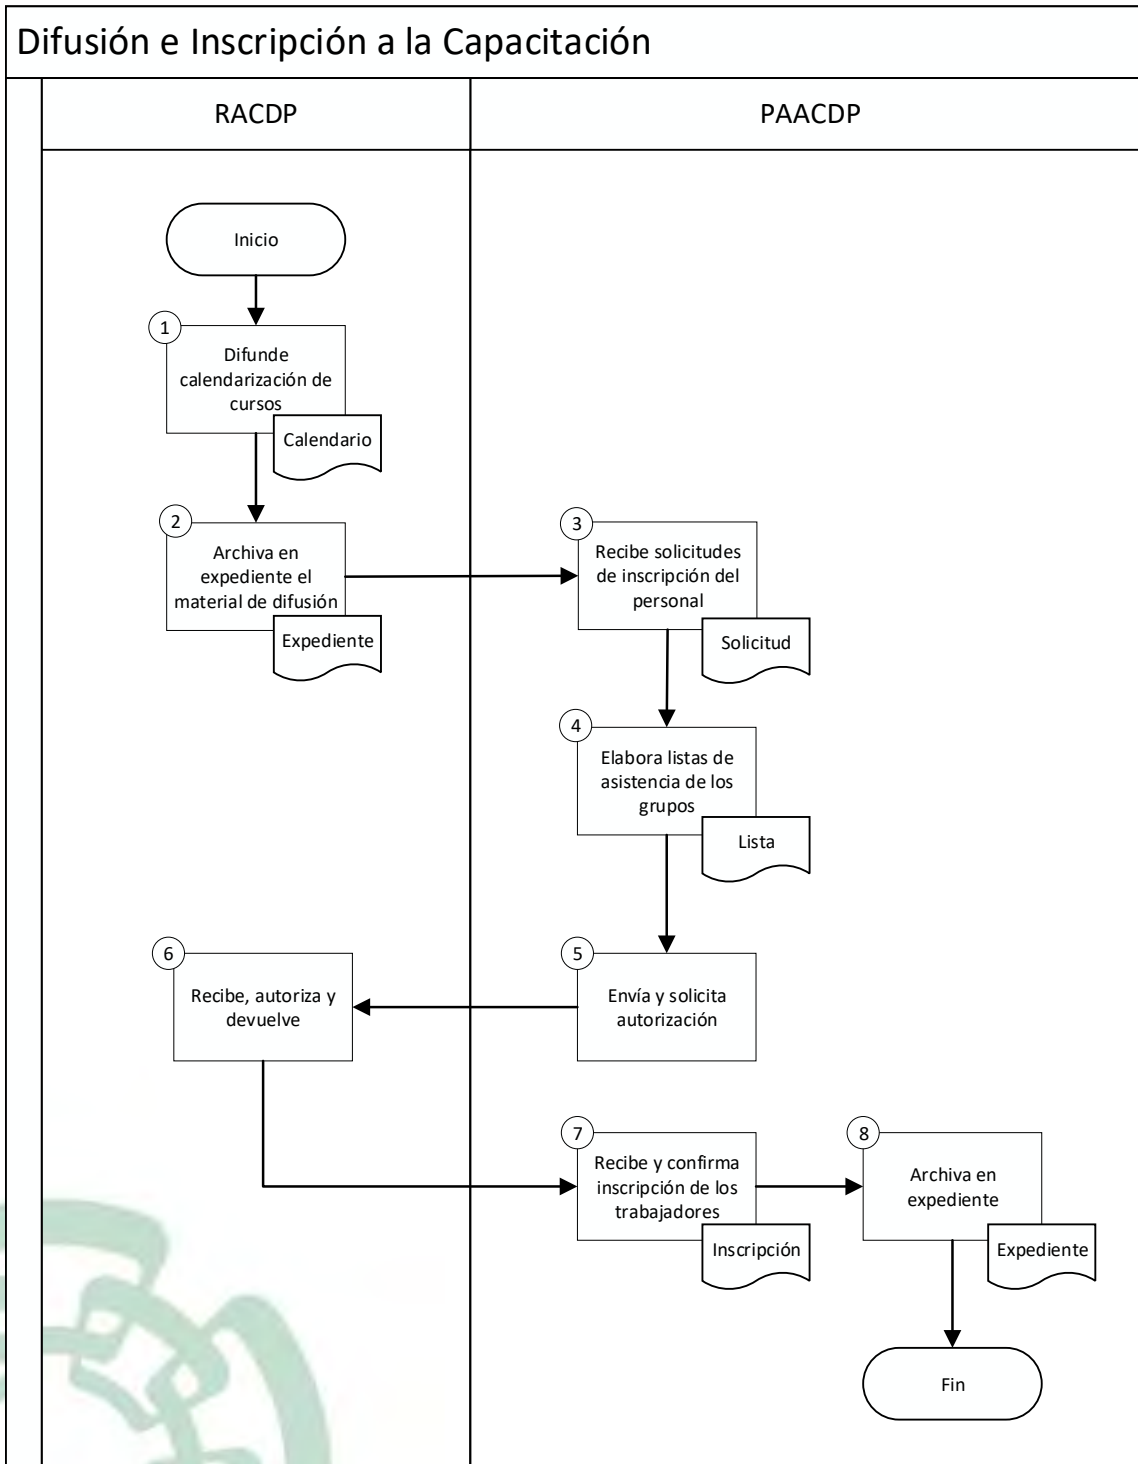 Difusión e Inscripción a la Capacitación
RACDP
PAACDP
Inicio
1
Difunde
calendarización de
cursos
Calendario
2
Archiva en
expediente el
material de difusión
Expediente
3
Recibe solicitudes
de inscripción del
personal
Solicitud
4
Elabora listas de
asistencia de los
grupos
Lista
5
Envía y solicita
autorización
6
Recibe, autoriza y
devuelve
7
Recibe y confirma
inscripción de los
trabajadores
Inscripción
8
Archiva en
expediente
Expediente
Fin